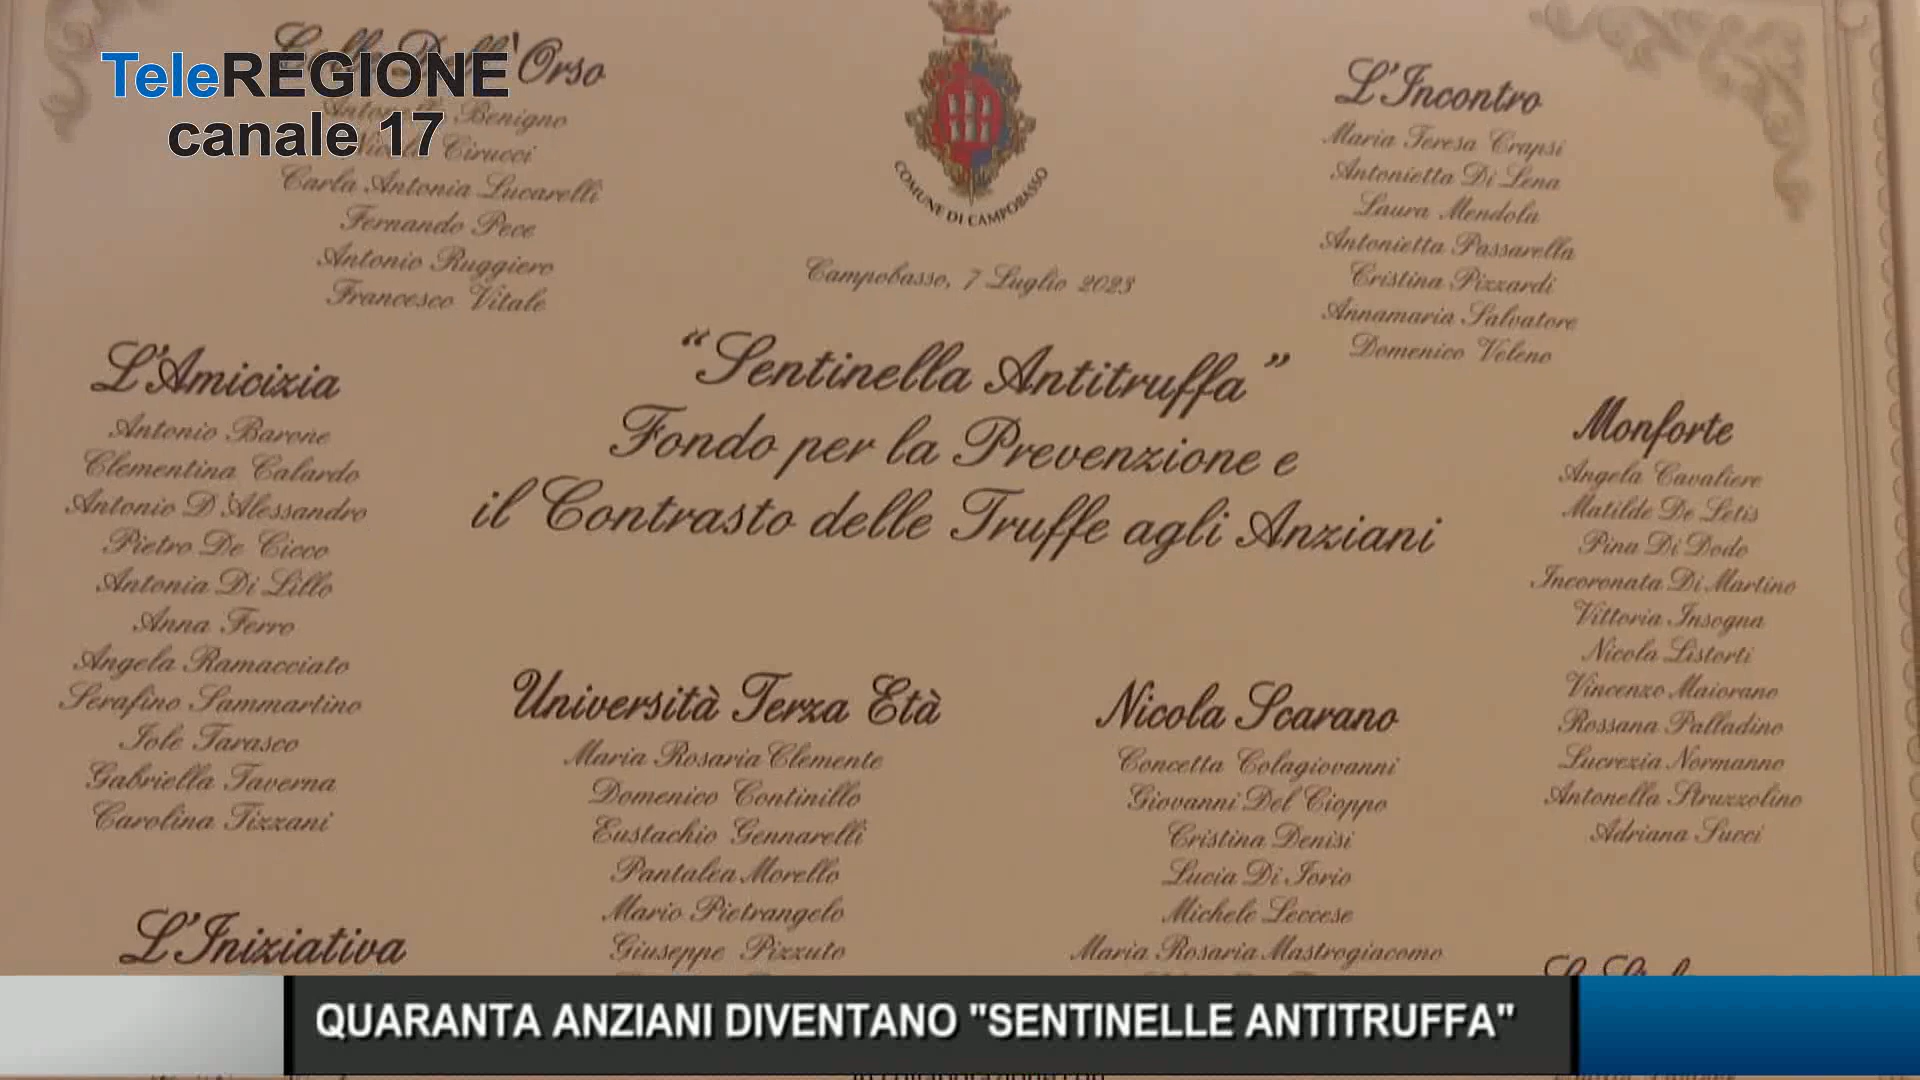 TeleREGIONE
canale 17
Colle Dell'Orso
Antonella Benigno
Nicola Cirucci
Carla Antonia Lucarelli
Fernando Pece
Antonio Ruggiero
Francesco Vitale
COMUNE DI CAMPOBASSO
Campobasso, 7 Luglio 2023
"Sentinella Antitruffa"
Fondo per la Prevenzione e
il Contrasto delle Truffe agli Anziani
L'Incontro
Maria Teresa Crapsi
Antonietta Di Lena
Laura Mendola
Antonietta Passarella
Cristina Pizzardi
Annamaria Salvatore
Domenico Veleno
L'Amicizia
Antonio Barone
Clementina Calardo
Antonio D'Alessandro
Pietro De Cicco
Antonia Di Lillo
Anna Ferro
Angela Ramacciato
Serafino Sammartino
Iole Tarasco
Gabriella Taverna
Carolina Tizzani
Monforte
Angela Cavaliere
Matilde De Letis
Pina Di Dodo
Incoronata Di Martino
Vittoria Insogna
Nicola Listorti
Vincenzo Maiorano
Rossana Palladino
Lucrezia Normanno
Antonella Struzzolino
Adriana Succi
Università Terza Età
Maria Rosaria Clemente
Domenico Continillo
Eustachio Gennarelli
Pantalea Morello
Mario Pietrangelo
Giuseppe Pizzuto
Nicola Scarano
Concetta Colagiovanni
Giovanni Del Cioppo
Cristina Denisi
Lucia Di Iorio
Michele Leccese
Maria Rosaria Mastrogiacomo
L'Iniziativa
QUARANTA ANZIANI DIVENTANO "SENTINELLE ANTITRUFFA"